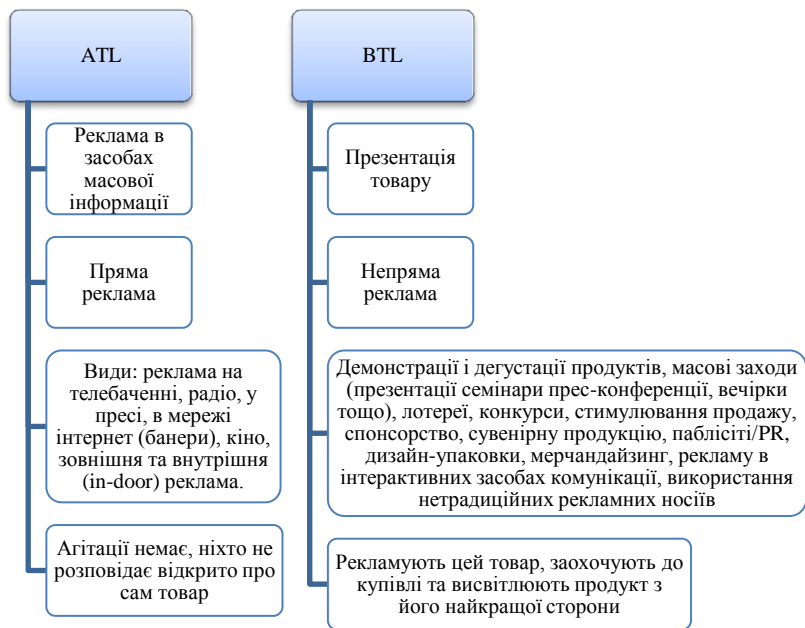 ATL
Реклама в
засобах
масової
інформації
Пряма
реклама
Види: реклама на
телебаченні, радіо, у
пресі, в мережі
інтернет (банери), кіно,
зовнішня та внутрішня
(in-door) реклама.
Агітації немає, ніхто не
розповідає відкрито про
сам товар
BTL
Презентація
товару
Непряма
реклама
Демонстрації і дегустації продуктів, масові заходи
(презентації семінари прес-конференції, вечірки
тощо), лотереї, конкурси, стимулювання продажу,
спонсорство, сувенірну продукцію, паблісіті/PR,
дизайн-упаковки, мерчандайзинг, рекламу в
інтерактивних засобах комунікації, використання
нетрадиційних рекламних носіїв
Рекламують цей товар, заохочують до
купівлі та висвітлюють продукт з
його найкращої сторони